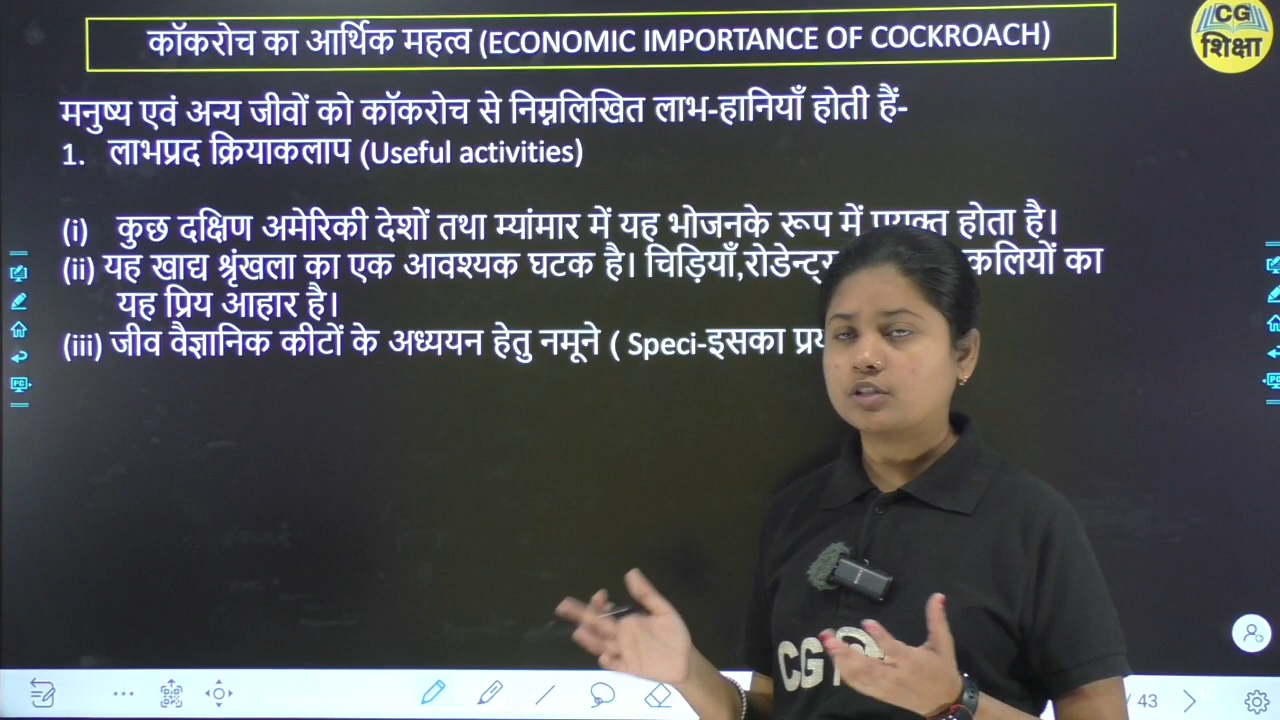 कॉकरोच का आर्थिक महत्व (ECONOMIC IMPORTANCE OF COCKROACH)
CG
शिक्षा
मनुष्य एवं अन्य जीवों को कॉकरोच से निम्नलिखित लाभ-हानियाँ होती हैं-
1. लाभप्रद क्रियाकलाप (Useful activities)
(i) कुछ दक्षिण अमेरिकी देशों तथा म्यांमार में यह भोजनके रूप में होता है।
(ii) यह खाद्य श्रृंखला का एक आवश्यक घटक है। चिड़ियाँ, का
यह प्रिय आहार है।
(iii) जीव वैज्ञानिक कीटों के अध्ययन हेतु नमूने ( Speci-इसका
CG
/ 43